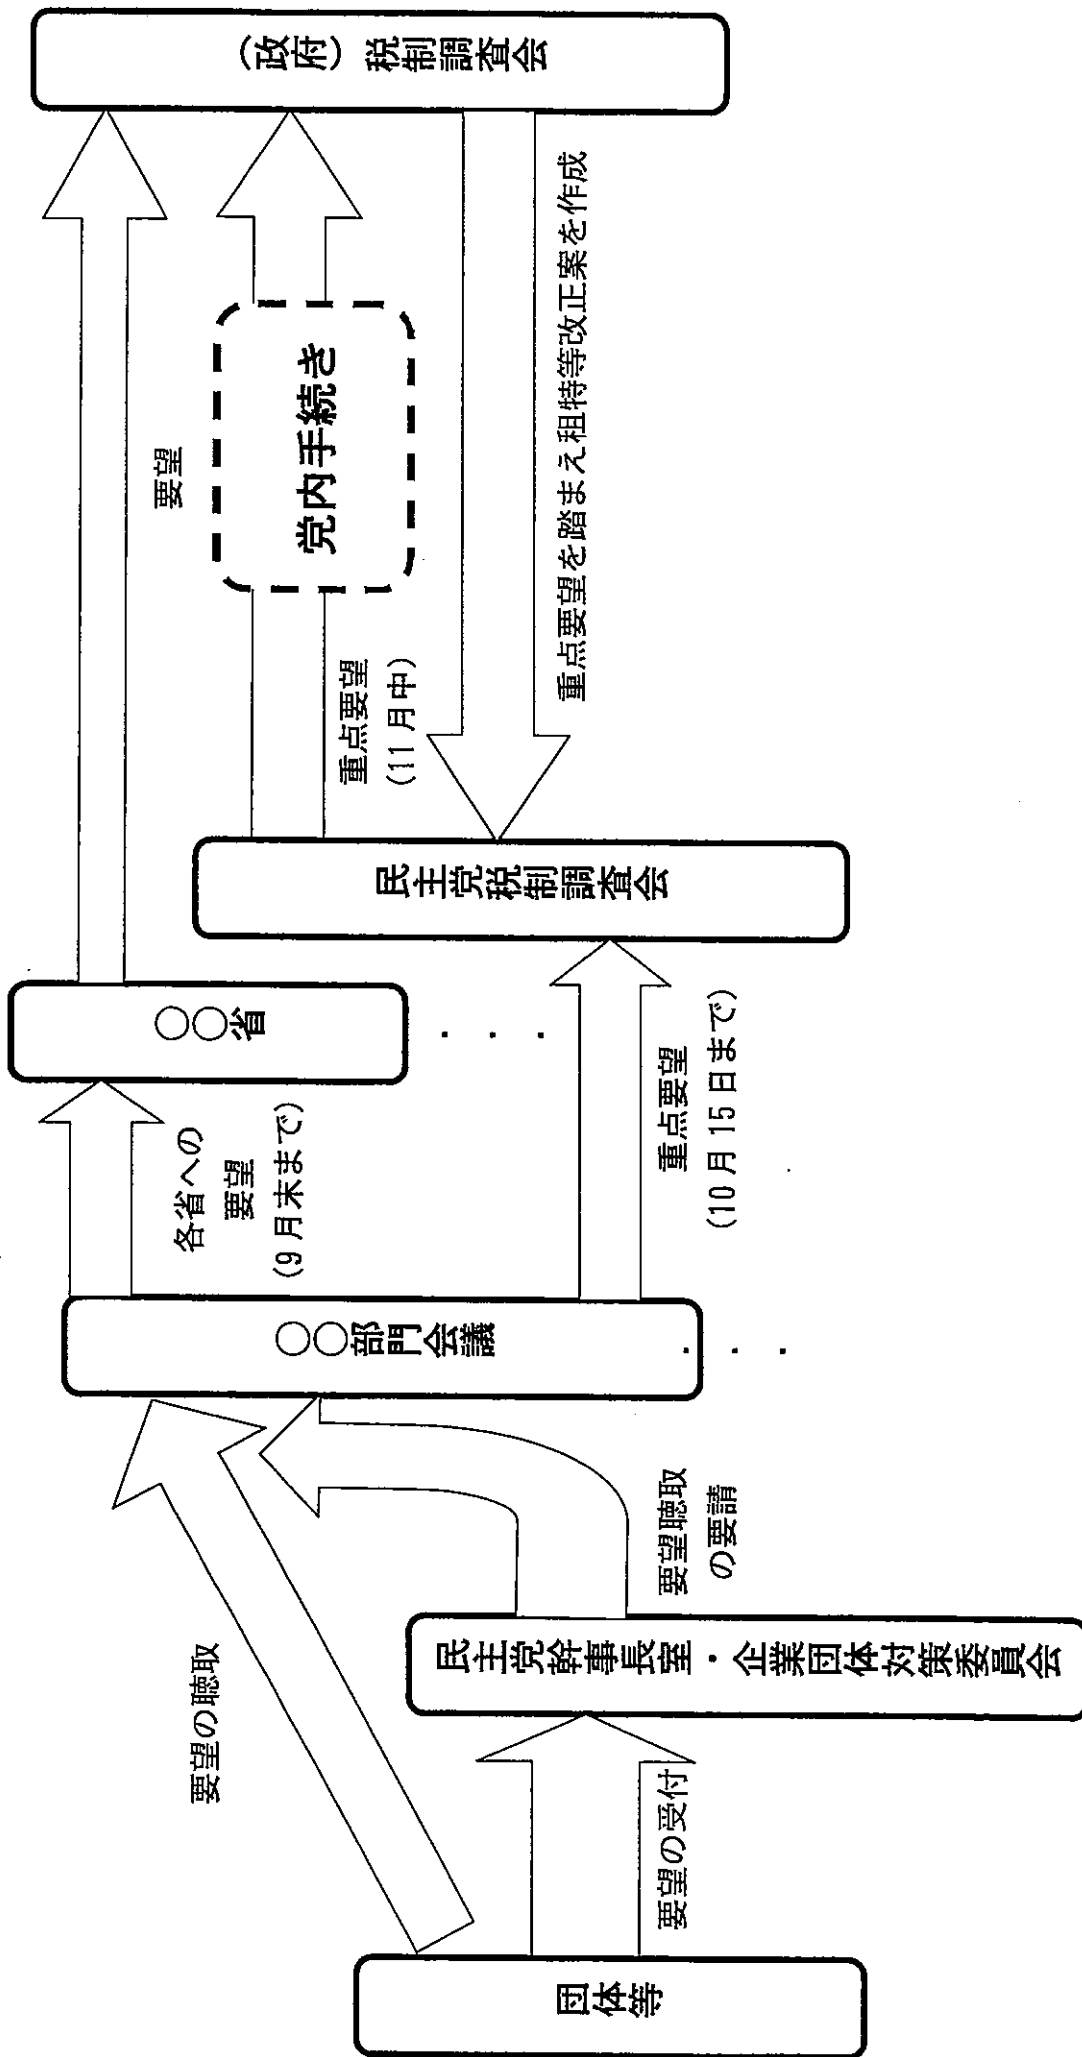 団体等
要望の聴取
要望の受付
民主党幹事長室・企業団体対策委員会
要望聴取
の要請
○○部門会議
・・・
各省への
要望
(9月末まで)
重点要望
(10月15日まで)
○○省
・・・
民主党税制調査会
要望
重点要望
(11月中)
党内手続き
重点要望を踏まえ租特等改正案を作成
(政府)税制調査会